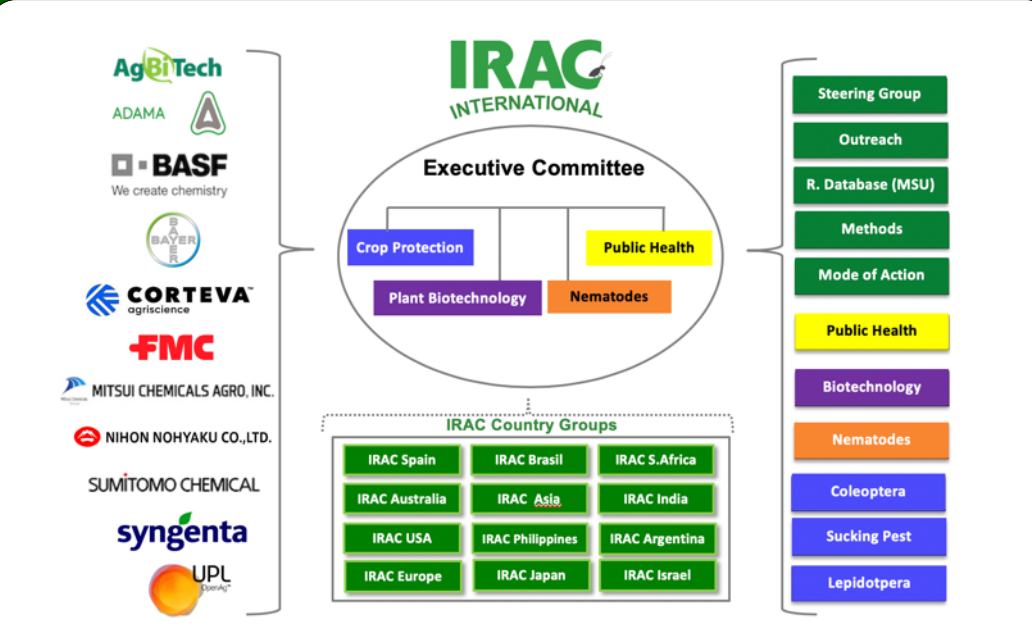 AgBiTech
ADAMA
BASF
We create chemistry
BAYER
BAYER
CORTEVA™
agriscience
FMC
MITSUI CHEMICALS AGRO, INC.
NIHON NOHYAKU CO.,LTD.
SUMITOMO CHEMICAL
syngenta
UPL
OpenAg™
IRAC
INTERNATIONAL
Executive Committee
Crop Protection
Public Health
Plant Biotechnology
Nematodes
IRAC Country Groups
IRAC Spain
IRAC Brasil
IRAC S.Africa
IRAC Australia
IRAC Asia
IRAC India
IRAC USA
IRAC Philippines
IRAC Argentina
IRAC Europe
IRAC Japan
IRAC Israel
Steering Group
Outreach
R. Database (MSU)
Methods
Mode of Action
Public Health
Biotechnology
Nematodes
Coleoptera
Sucking Pest
Lepidotpera